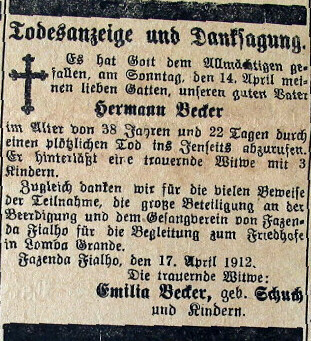 Todesanzeige und Danksagung.
Es hat Gott dem Allmächtigen ge-
fallen, am Sonntag, den 14. April mei-
nen lieben Gatten, unseren guten Vater
Hermann Becker
im Alter von 38 Jahren und 22 Tagen durch
einen plötzlichen Tod ins Jenseits abzurufen.
Er hinterläßt eine trauernde Witwe mit 3
Kindern.
Zugleich danken wir für die vielen Beweise
der Teilnahme, die große Beteiligung an der
Beerdigung und dem Gesangverein von Fazen-
da Fialho für die Begleitung zum Friedhofe
in Lomba Grande.
Fazenda Fialho, den 17. April 1912.
Die trauernde Witwe:
Emilia Becker, geb. Schuch
und Kindern.